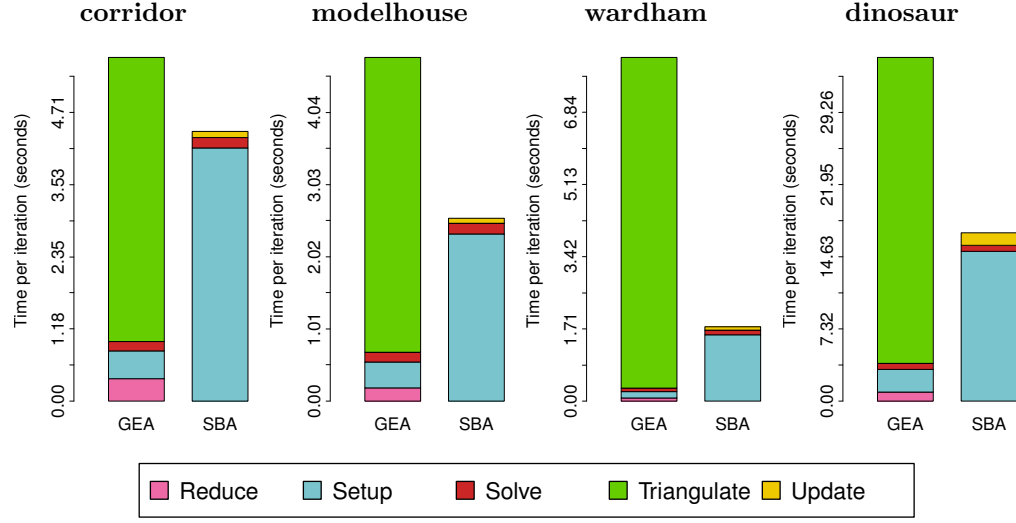 corridor modelhouse wardham dinosaur
Time per iteration (seconds)
4.71
3.53
2.35
1.18
0.00
GEA SBA
Time per iteration (seconds)
4.04
3.03
2.02
1.01
0.00
GEA SBA
Time per iteration (seconds)
6.84
5.13
3.42
1.71
0.00
GEA SBA
Time per iteration (seconds)
29.26
21.95
14.63
7.32
0.00
GEA SBA
Reduce Setup Solve Triangulate Update